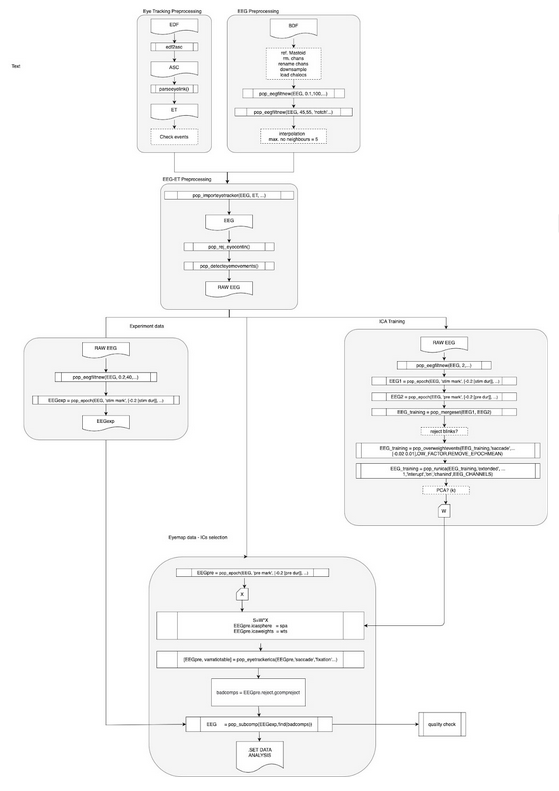 Eye Tracking Preprocessing
EDF
edf2asc
ASC
parseeyelink()
ET
Check events
EEG Preprocessing
BDF
ref. Mastoid
rm. chans
rename chans
downsample
load chalocs
pop_eegfiltnew(EEG, 0.1,100,...)
pop_eegfiltnew(EEG, 45,55, 'notch'...)
interpolation
max. no neighbours = 5
Text
EEG-ET Preprocessing
pop_importeyetracker(EEG, ET, ...)
EEG
pop_rej_eyecontin()
pop_detecteyemovements()
RAW EEG
Experiment data
RAW EEG
pop_eegfiltnew(EEG, 0.2,40,...)
EEGexp = pop_epoch(EEG, 'stim mark', [-0.2 [stim dur]], ...)
EEGexp
ICA Training
RAW EEG
pop_eegfiltnew(EEG, 2,...)
EEG1 = pop_epoch(EEG, 'stim mark', [-0.2 [stim dur]], ...)
EEG2 = pop_epoch(EEG, 'pre mark', [-0.2 [pre dur]], ...)
EEG_training = pop_mergeset(EEG1, EEG2)
reject blinks?
EEG_training = pop_overweightevents(EEG_training,'saccade',...
[-0.02 0.01],OW_FACTOR,REMOVE_EPOCHMEAN)
EEG_training = pop_runica(EEG_training,'extended', ...
1,'interupt','on','chanind',EEG_CHANNELS)
PCA? (k)
W
Eyemap data - ICs selection
EEGpre = pop_epoch(EEG, 'pre mark', [-0.2 [pre dur]], ...)
X
S=W*X
EEGpre.icasphere = spa
EEGpre.icaweights = wts
[EEGpre, varratiotable] = pop_eyetrackerica(EEGpre,'saccade','fixation'...)
badcomps = EEGpre.reject.gcompreject
EEG = pop_subcomp(EEGexp,find(badcomps))
quality check
.SET DATA
ANALYSIS